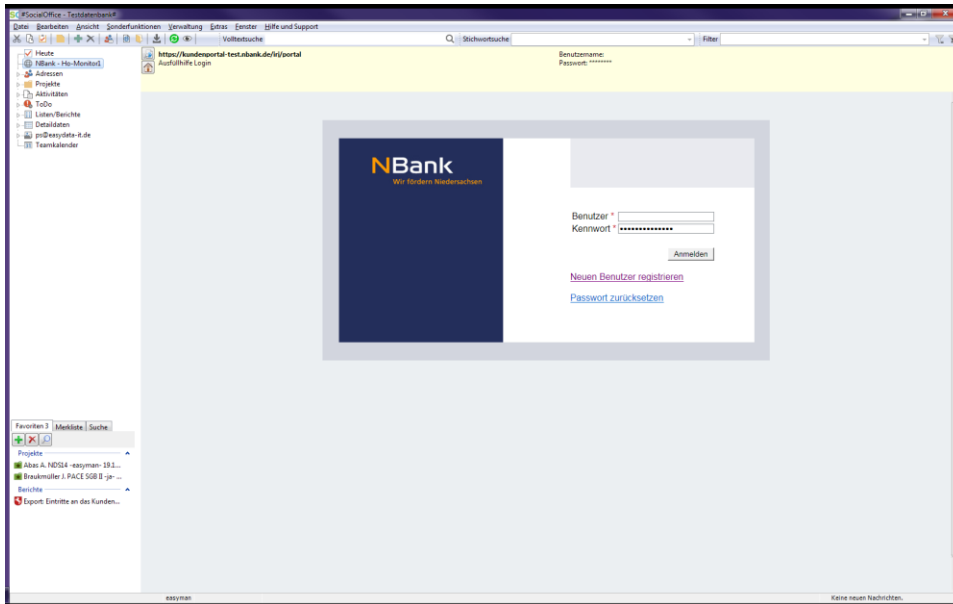 #SocialOffice - Testdatenbank#
Datei Bearbeiten Ansicht Sonderfunktionen Verwaltung Extras Fenster Hilfe und Support
Volltextsuche Stichwortsuche Filter
Heute
NBank - Ho-Monitor1
Adressen
Projekte
Aktivitäten
ToDo
Listen/Berichte
Detaildaten
ps@easydata-it.de
Teamkalender
https://kundenportal-test.nbank.de/irj/portal
Ausfüllhilfe Login
Benutzername:
Passwort: ********
NBank
Wir fördern Niedersachsen
Benutzer *
Kennwort *
Anmelden
Neuen Benutzer registrieren
Passwort zurücksetzen
Favoriten 3 Merkliste Suche
Projekte
Abas A. NDS14 -easyman- 19.1...
Braukmüller J. PACE SGB II -ja- ...
Berichte
Export: Eintritte an das Kunden...
easyman
Keine neuen Nachrichten.